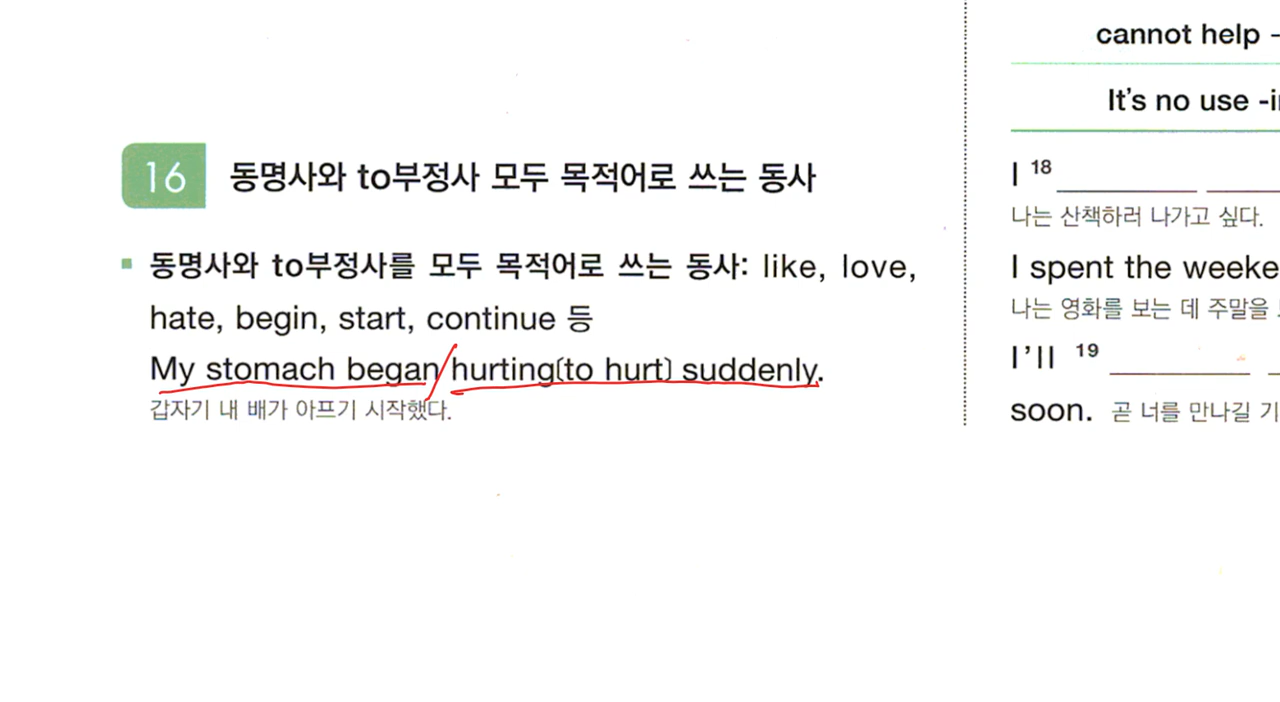 16 동명사와 to부정사 모두 목적어로 쓰는 동사
동명사와 to부정사를 모두 목적어로 쓰는 동사: like, love,
hate, begin, start, continue 등
My stomach began/hurting(to hurt) suddenly.
갑자기 내 배가 아프기 시작했다.
cannot help -
It's no use -i
I 18
나는 산책하러 나가고 싶다.
I spent the weeke
나는 영화를 보는 데 주말을
I'll 19
soon. 곧 너를 만나길 기